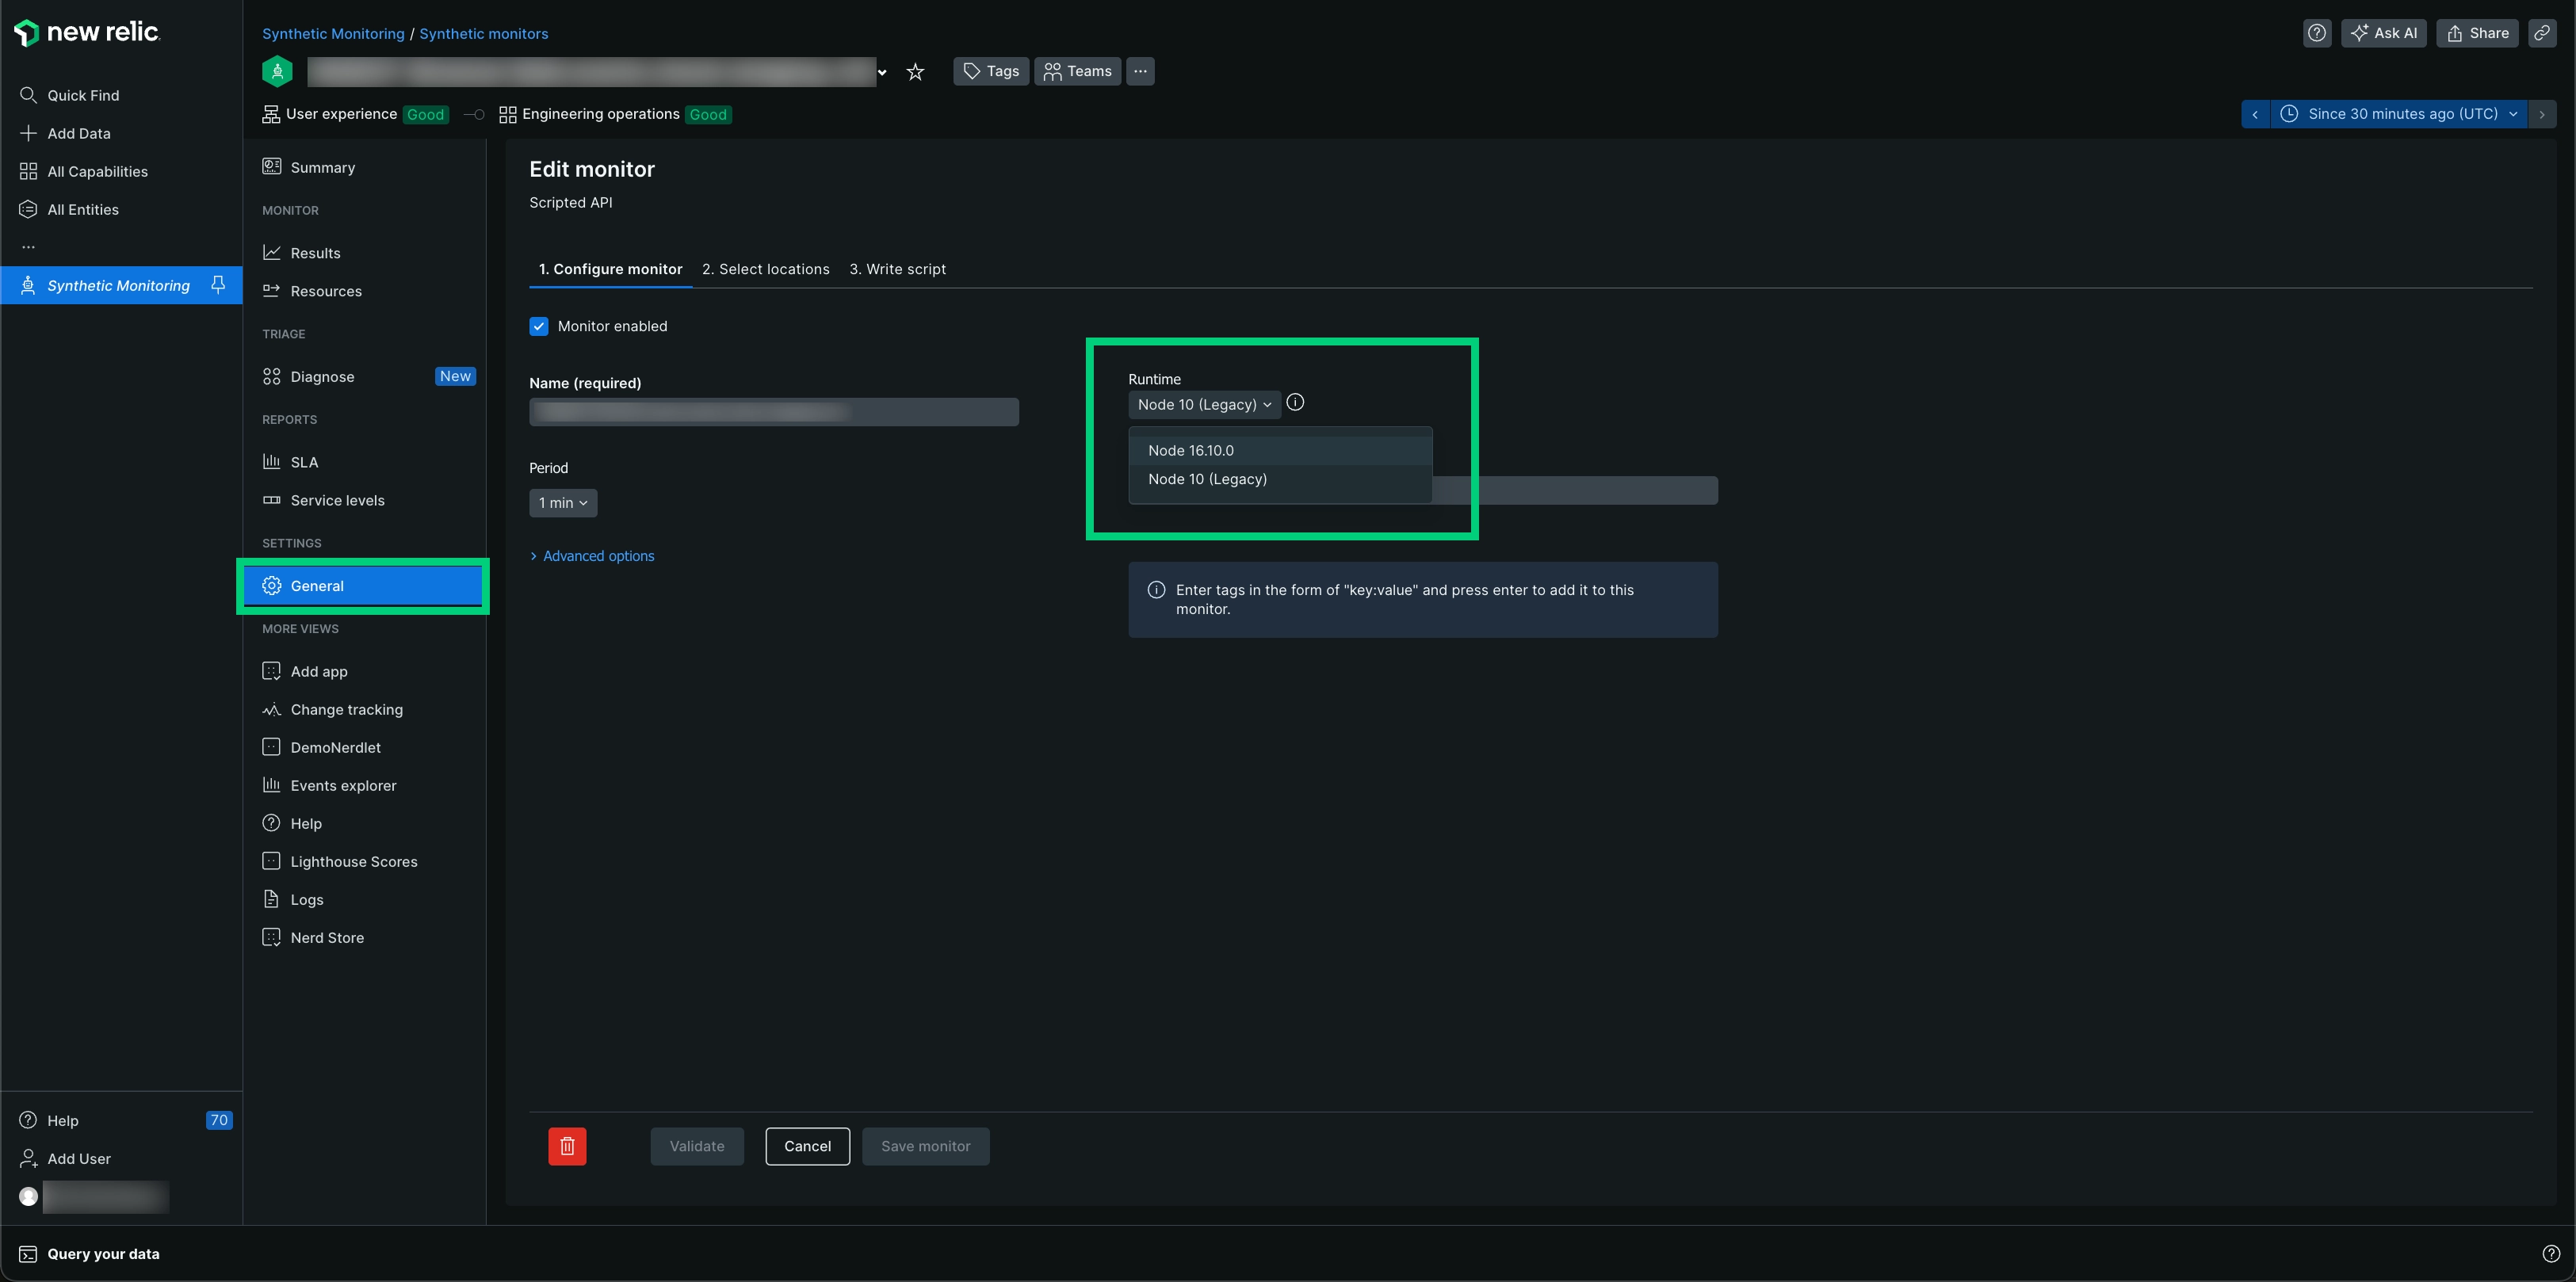 new relic
Quick Find
Add Data
All Capabilities
All Entities
...
Synthetic Monitoring
Help
70
Add User
Query your data
Synthetic Monitoring / Synthetic monitors
Tags
Teams
...
Ask AI
Share
User experience Good
Engineering operations Good
Since 30 minutes ago (UTC)
Summary
MONITOR
Results
Resources
TRIAGE
Diagnose
New
REPORTS
SLA
Service levels
SETTINGS
General
MORE VIEWS
Add app
Change tracking
DemoNerdlet
Events explorer
Help
Lighthouse Scores
Logs
Nerd Store
Edit monitor
Scripted API
1. Configure monitor
2. Select locations
3. Write script
Monitor enabled
Name (required)
Period
1 min
Advanced options
Runtime
Node 10 (Legacy)
Node 16.10.0
Node 10 (Legacy)
Enter tags in the form of "key:value" and press enter to add it to this
monitor.
Validate
Cancel
Save monitor